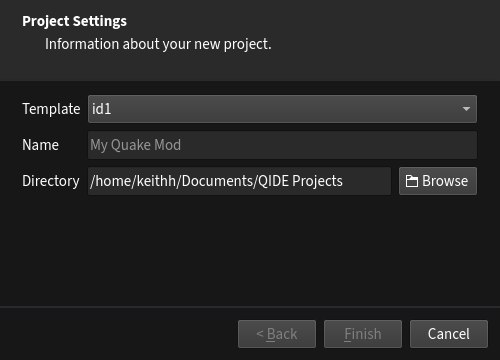 Project Settings
Information about your new project.
Template id1
Name My Quake Mod
Directory /home/keithh/Documents/QIDE Projects Browse
< Back Finish Cancel